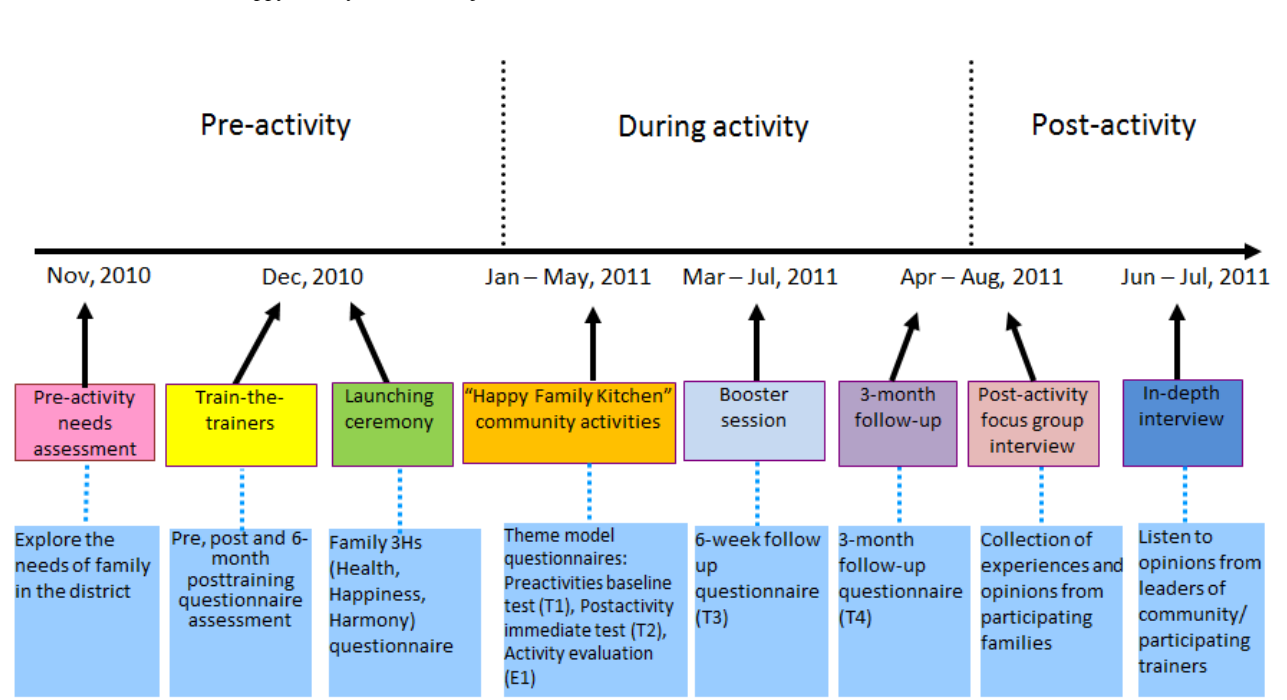 Pre-activity
During activity
Post-activity
Nov, 2010
Dec, 2010
Jan – May, 2011
Mar – Jul, 2011
Apr – Aug, 2011
Jun – Jul, 2011
Pre-activity
needs
assessment
Train-the-
trainers
Launching
ceremony
“Happy Family Kitchen”
community activities
Booster
session
3-month
follow-up
Post-activity
focus group
interview
In-depth
interview
Explore the
needs of family
in the district
Pre, post and 6-
month
posttraining
questionnaire
assessment
Family 3Hs
(Health,
Happiness,
Harmony)
questionnaire
Theme model
questionnaires:
Preactivities baseline
test (T1), Postactivity
immediate test (T2),
Activity evaluation
(E1)
6-week follow
up
questionnaire
(T3)
3-month
follow-up
questionnaire
(T4)
Collection of
experiences and
opinions from
participating
families
Listen to
opinions from
leaders of
community/
participating
trainers